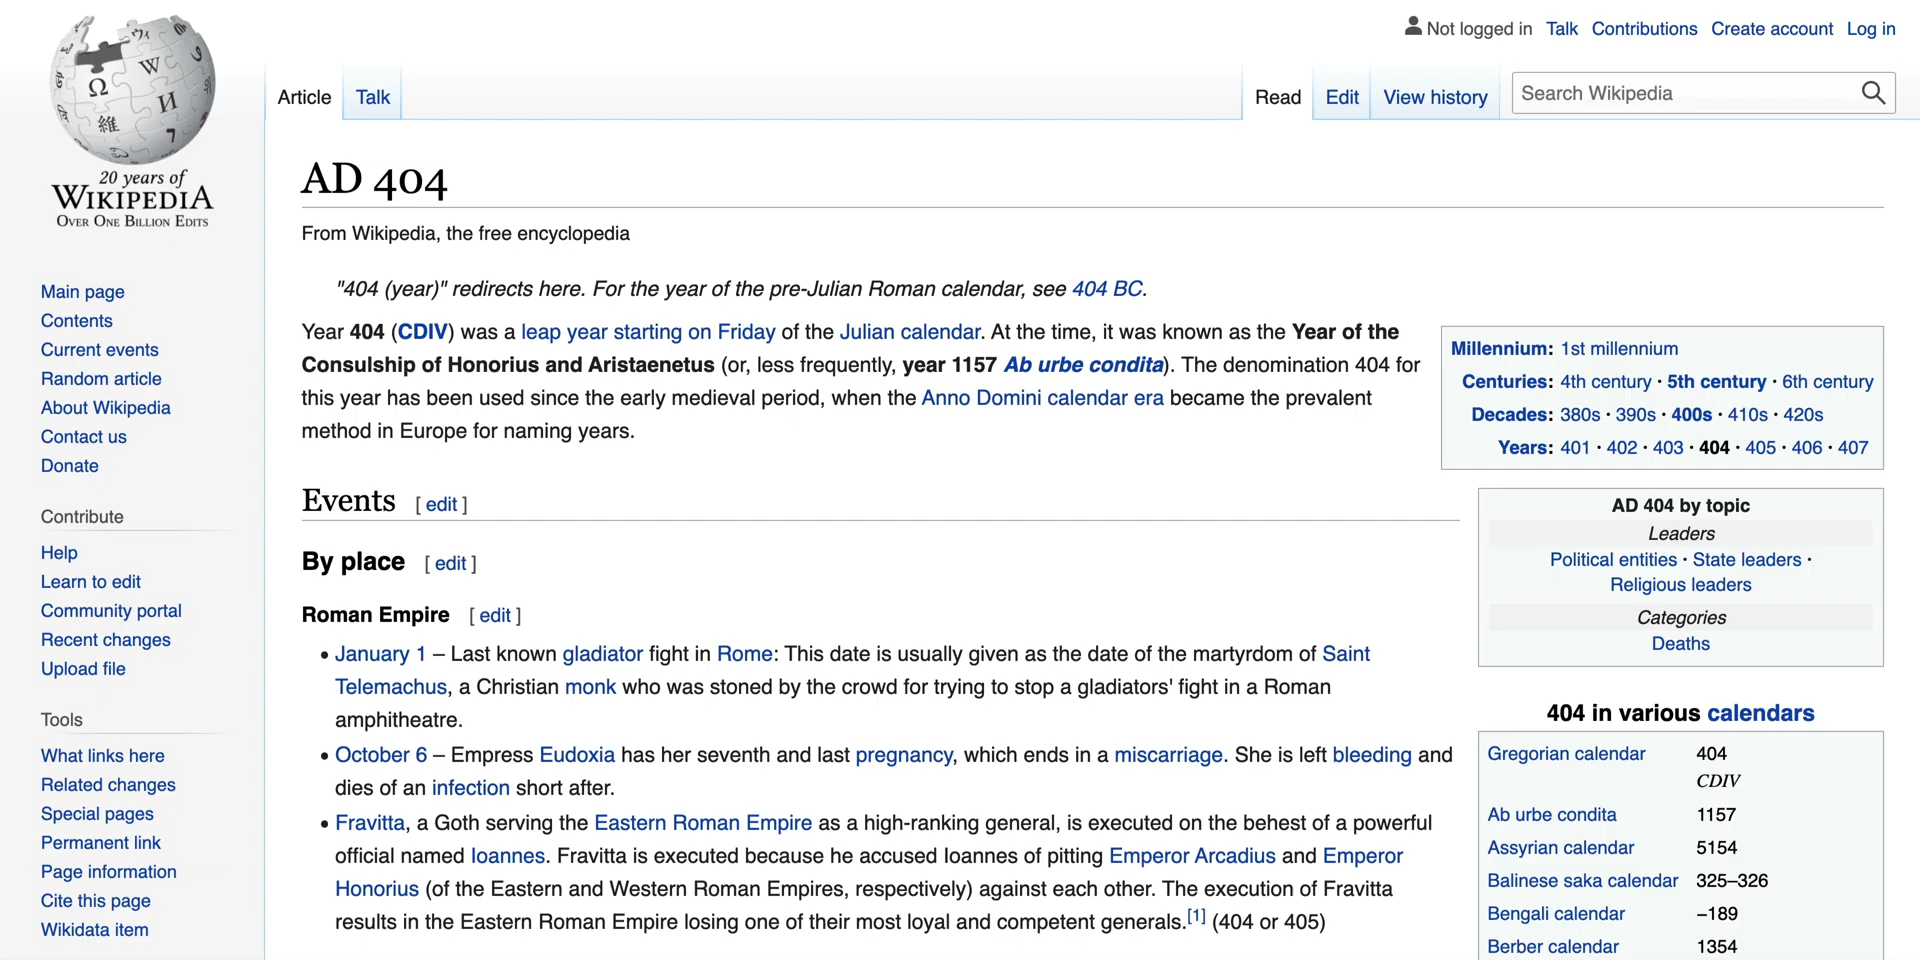 Not logged in Talk Contributions Create account Log in
Article Talk Read Edit View history Search Wikipedia
Ω W И 維 7 ウィ
20 years of
WIKIPEDIA
OVER ONE BILLION EDITS
Main page
Contents
Current events
Random article
About Wikipedia
Contact us
Donate
Contribute
Help
Learn to edit
Community portal
Recent changes
Upload file
Tools
What links here
Related changes
Special pages
Permanent link
Page information
Cite this page
Wikidata item
AD 404
From Wikipedia, the free encyclopedia
"404 (year)" redirects here. For the year of the pre-Julian Roman calendar, see 404 BC.
Year 404 (CDIV) was a leap year starting on Friday of the Julian calendar. At the time, it was known as the Year of the
Consulship of Honorius and Aristaenetus (or, less frequently, year 1157 Ab urbe condita). The denomination 404 for
this year has been used since the early medieval period, when the Anno Domini calendar era became the prevalent
method in Europe for naming years.
Events [ edit ]
By place [ edit ]
Roman Empire [ edit ]
• January 1 – Last known gladiator fight in Rome: This date is usually given as the date of the martyrdom of Saint
Telemachus, a Christian monk who was stoned by the crowd for trying to stop a gladiators' fight in a Roman
amphitheatre.
• October 6 – Empress Eudoxia has her seventh and last pregnancy, which ends in a miscarriage. She is left bleeding and
dies of an infection short after.
• Fravitta, a Goth serving the Eastern Roman Empire as a high-ranking general, is executed on the behest of a powerful
official named Ioannes. Fravitta is executed because he accused Ioannes of pitting Emperor Arcadius and Emperor
Honorius (of the Eastern and Western Roman Empires, respectively) against each other. The execution of Fravitta
results in the Eastern Roman Empire losing one of their most loyal and competent generals.[1] (404 or 405)
Millennium: 1st millennium
Centuries: 4th century · 5th century · 6th century
Decades: 380s · 390s · 400s · 410s · 420s
Years: 401 · 402 · 403 · 404 · 405 · 406 · 407
AD 404 by topic
Leaders
Political entities · State leaders ·
Religious leaders
Categories
Deaths
404 in various calendars
Gregorian calendar 404
CDIV
Ab urbe condita 1157
Assyrian calendar 5154
Balinese saka calendar 325–326
Bengali calendar −189
Berber calendar 1354